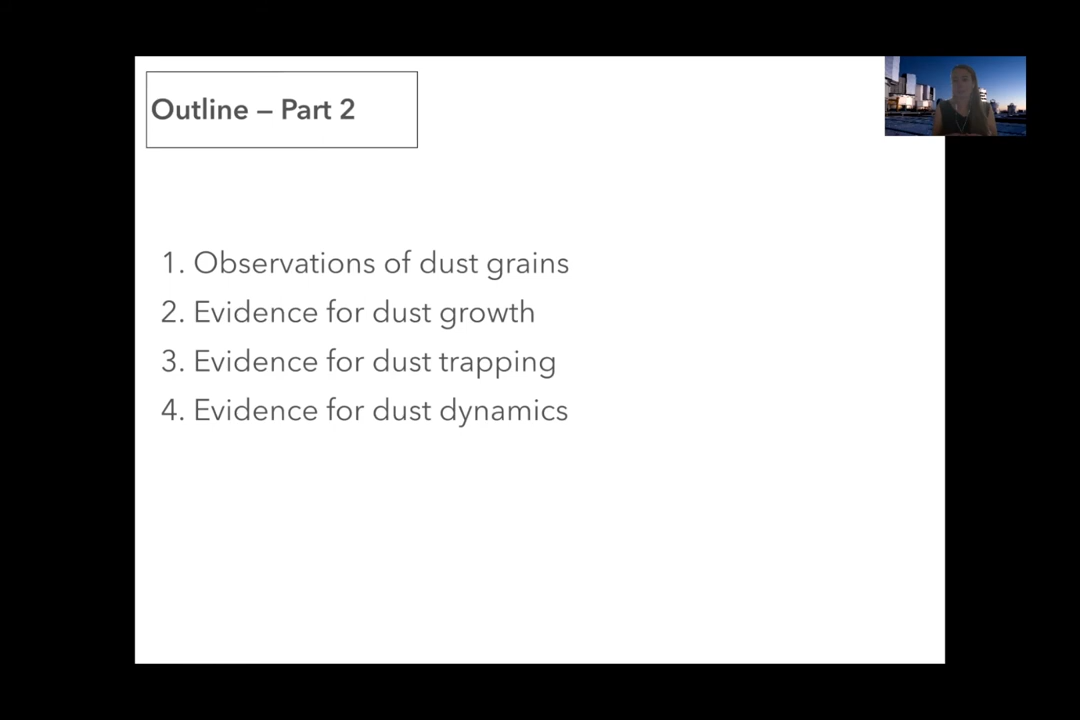 Outline – Part 2
1. Observations of dust grains
2. Evidence for dust growth
3. Evidence for dust trapping
4. Evidence for dust dynamics